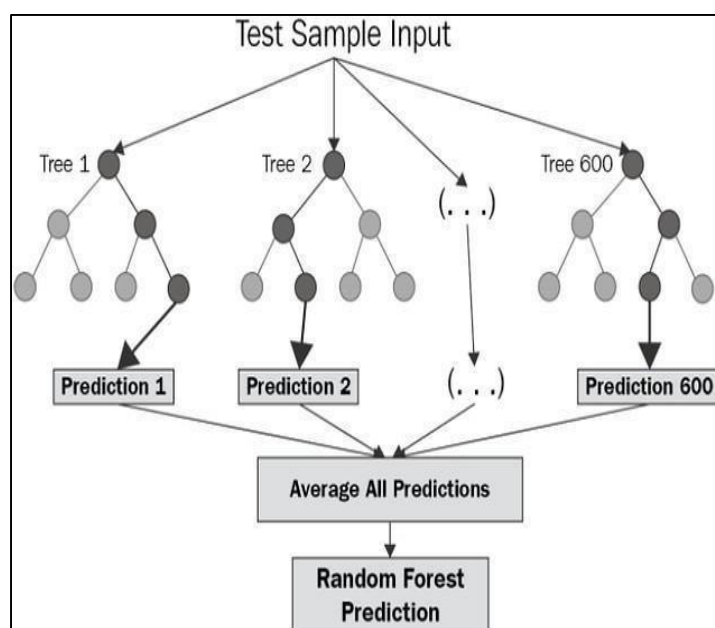 Test Sample Input
Tree 1
Tree 2
Tree 600
(. . .)
Prediction 1
Prediction 2
(. . .)
Prediction 600
Average All Predictions
Random Forest
Prediction